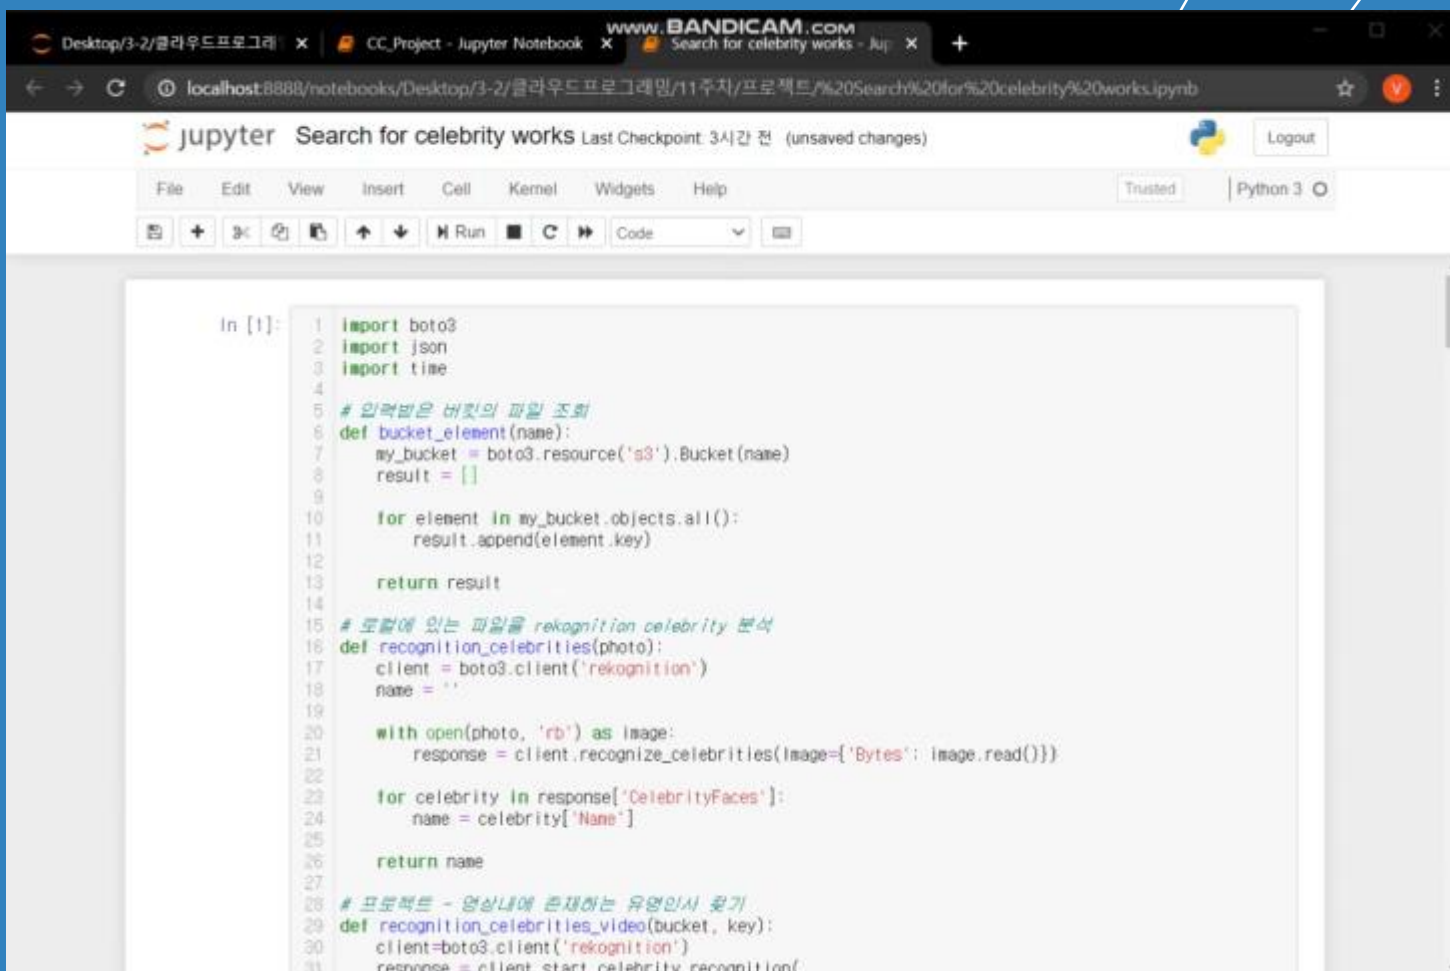 www.BANDICAM.com
Desktop/3-2/클라우드프로그래
CC_Project - Jupyter Notebook
Search for celebrity works - Jup
localhost:8888/notebooks/Desktop/3-2/클라우드프로그래밍/11주차/프로젝트/%20Search%20for%20celebrity%20works.ipynb
V
jupyter Search for celebrity works Last Checkpoint: 3시간 전 (unsaved changes)
Logout
File Edit View Insert Cell Kernel Widgets Help
Trusted
Python 3
Run
Code
In [1]:
1 import boto3
2 import json
3 import time
4
5 # 입력받은 버킷의 파일 조회
6 def bucket_element(name):
7 my_bucket = boto3.resource('s3').Bucket(name)
8 result = []
9
10 for element in my_bucket.objects.all():
11 result.append(element.key)
12
13 return result
14
15 # 로컬에 있는 파일을 rekognition celebrity 분석
16 def recognition_celebrities(photo):
17 client = boto3.client('rekognition')
18 name = ''
19
20 with open(photo, 'rb') as image:
21 response = client.recognize_celebrities(Image={'Bytes': image.read()})
22
23 for celebrity in response['CelebrityFaces']:
24 name = celebrity['Name']
25
26 return name
27
28 # 프로젝트 - 영상내에 존재하는 유명인사 찾기
29 def recognition_celebrities_video(bucket, key):
30 client=boto3.client('rekognition')
31 response = client.start_celebrity_recognition(